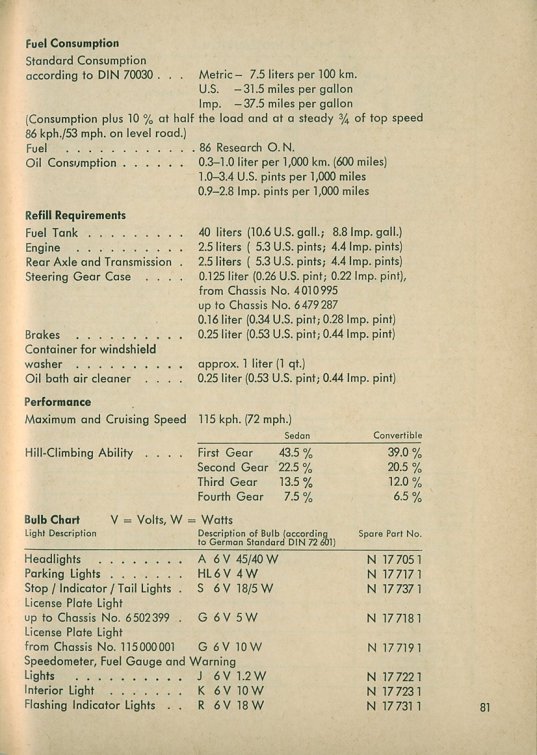 Fuel Consumption
Standard Consumption
according to DIN 70030 . . . Metric – 7.5 liters per 100 km.
U.S. – 31.5 miles per gallon
Imp. – 37.5 miles per gallon
(Consumption plus 10 % at half the load and at a steady ¾ of top speed
86 kph./53 mph. on level road.)
Fuel . . . . . . . . . . . . 86 Research O. N.
Oil Consumption . . . . . . 0.3–1.0 liter per 1,000 km. (600 miles)
1.0–3.4 U.S. pints per 1,000 miles
0.9–2.8 Imp. pints per 1,000 miles
Refill Requirements
Fuel Tank . . . . . . . . . 40 liters (10.6 U.S. gall.; 8.8 Imp. gall.)
Engine . . . . . . . . . . 2.5 liters ( 5.3 U.S. pints; 4.4 Imp. pints)
Rear Axle and Transmission . 2.5 liters ( 5.3 U.S. pints; 4.4 Imp. pints)
Steering Gear Case . . . . 0.125 liter (0.26 U.S. pint; 0.22 Imp. pint),
from Chassis No. 4 010 995
up to Chassis No. 6 479 287
0.16 liter (0.34 U.S. pint; 0.28 Imp. pint)
Brakes . . . . . . . . . . 0.25 liter (0.53 U.S. pint; 0.44 Imp. pint)
Container for windshield
washer . . . . . . . . . . approx. 1 liter (1 qt.)
Oil bath air cleaner . . . . 0.25 liter (0.53 U.S. pint; 0.44 Imp. pint)
Performance
Maximum and Cruising Speed 115 kph. (72 mph.)
Sedan Convertible
Hill-Climbing Ability . . . . First Gear 43.5 % 39.0 %
Second Gear 22.5 % 20.5 %
Third Gear 13.5 % 12.0 %
Fourth Gear 7.5 % 6.5 %
Bulb Chart V = Volts, W = Watts
Light Description Description of Bulb (according to German Standard DIN 72 601) Spare Part No.
Headlights . . . . . . . . A 6 V 45/40 W N 17 705 1
Parking Lights . . . . . . . HL 6 V 4 W N 17 717 1
Stop / Indicator / Tail Lights . S 6 V 18/5 W N 17 737 1
License Plate Light
up to Chassis No. 6 502 399 . G 6 V 5 W N 17 718 1
License Plate Light
from Chassis No. 115 000 001 G 6 V 10 W N 17 719 1
Speedometer, Fuel Gauge and Warning
Lights . . . . . . . . . . J 6 V 1.2 W N 17 722 1
Interior Light . . . . . . . K 6 V 10 W N 17 723 1
Flashing Indicator Lights . . R 6 V 18 W N 17 731 1
81